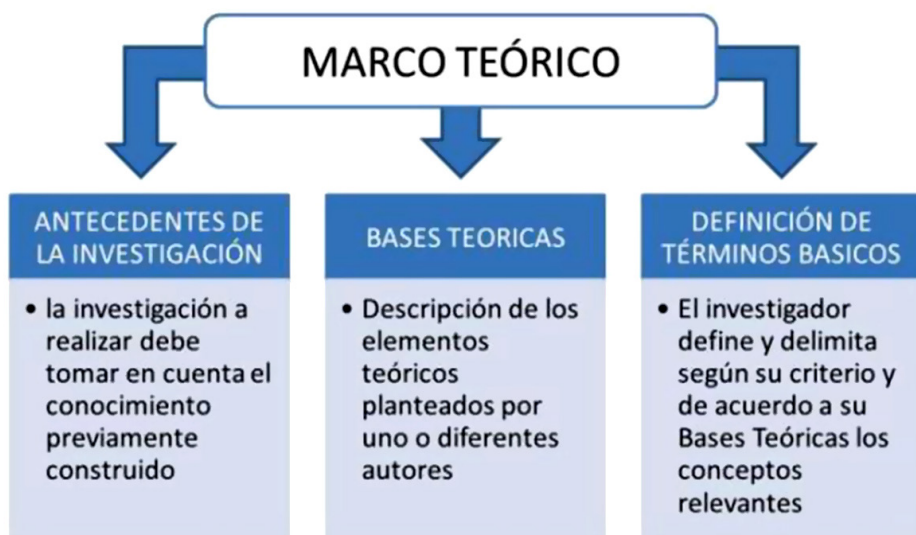 MARCO TEÓRICO
ANTECEDENTES DE
LA INVESTIGACIÓN
• la investigación a
realizar debe
tomar en cuenta el
conocimiento
previamente
construido
BASES TEORICAS
• Descripción de los
elementos
teóricos
planteados por
uno o diferentes
autores
DEFINICIÓN DE
TÉRMINOS BASICOS
• El investigador
define y delimita
según su criterio y
de acuerdo a su
Bases Teóricas los
conceptos
relevantes